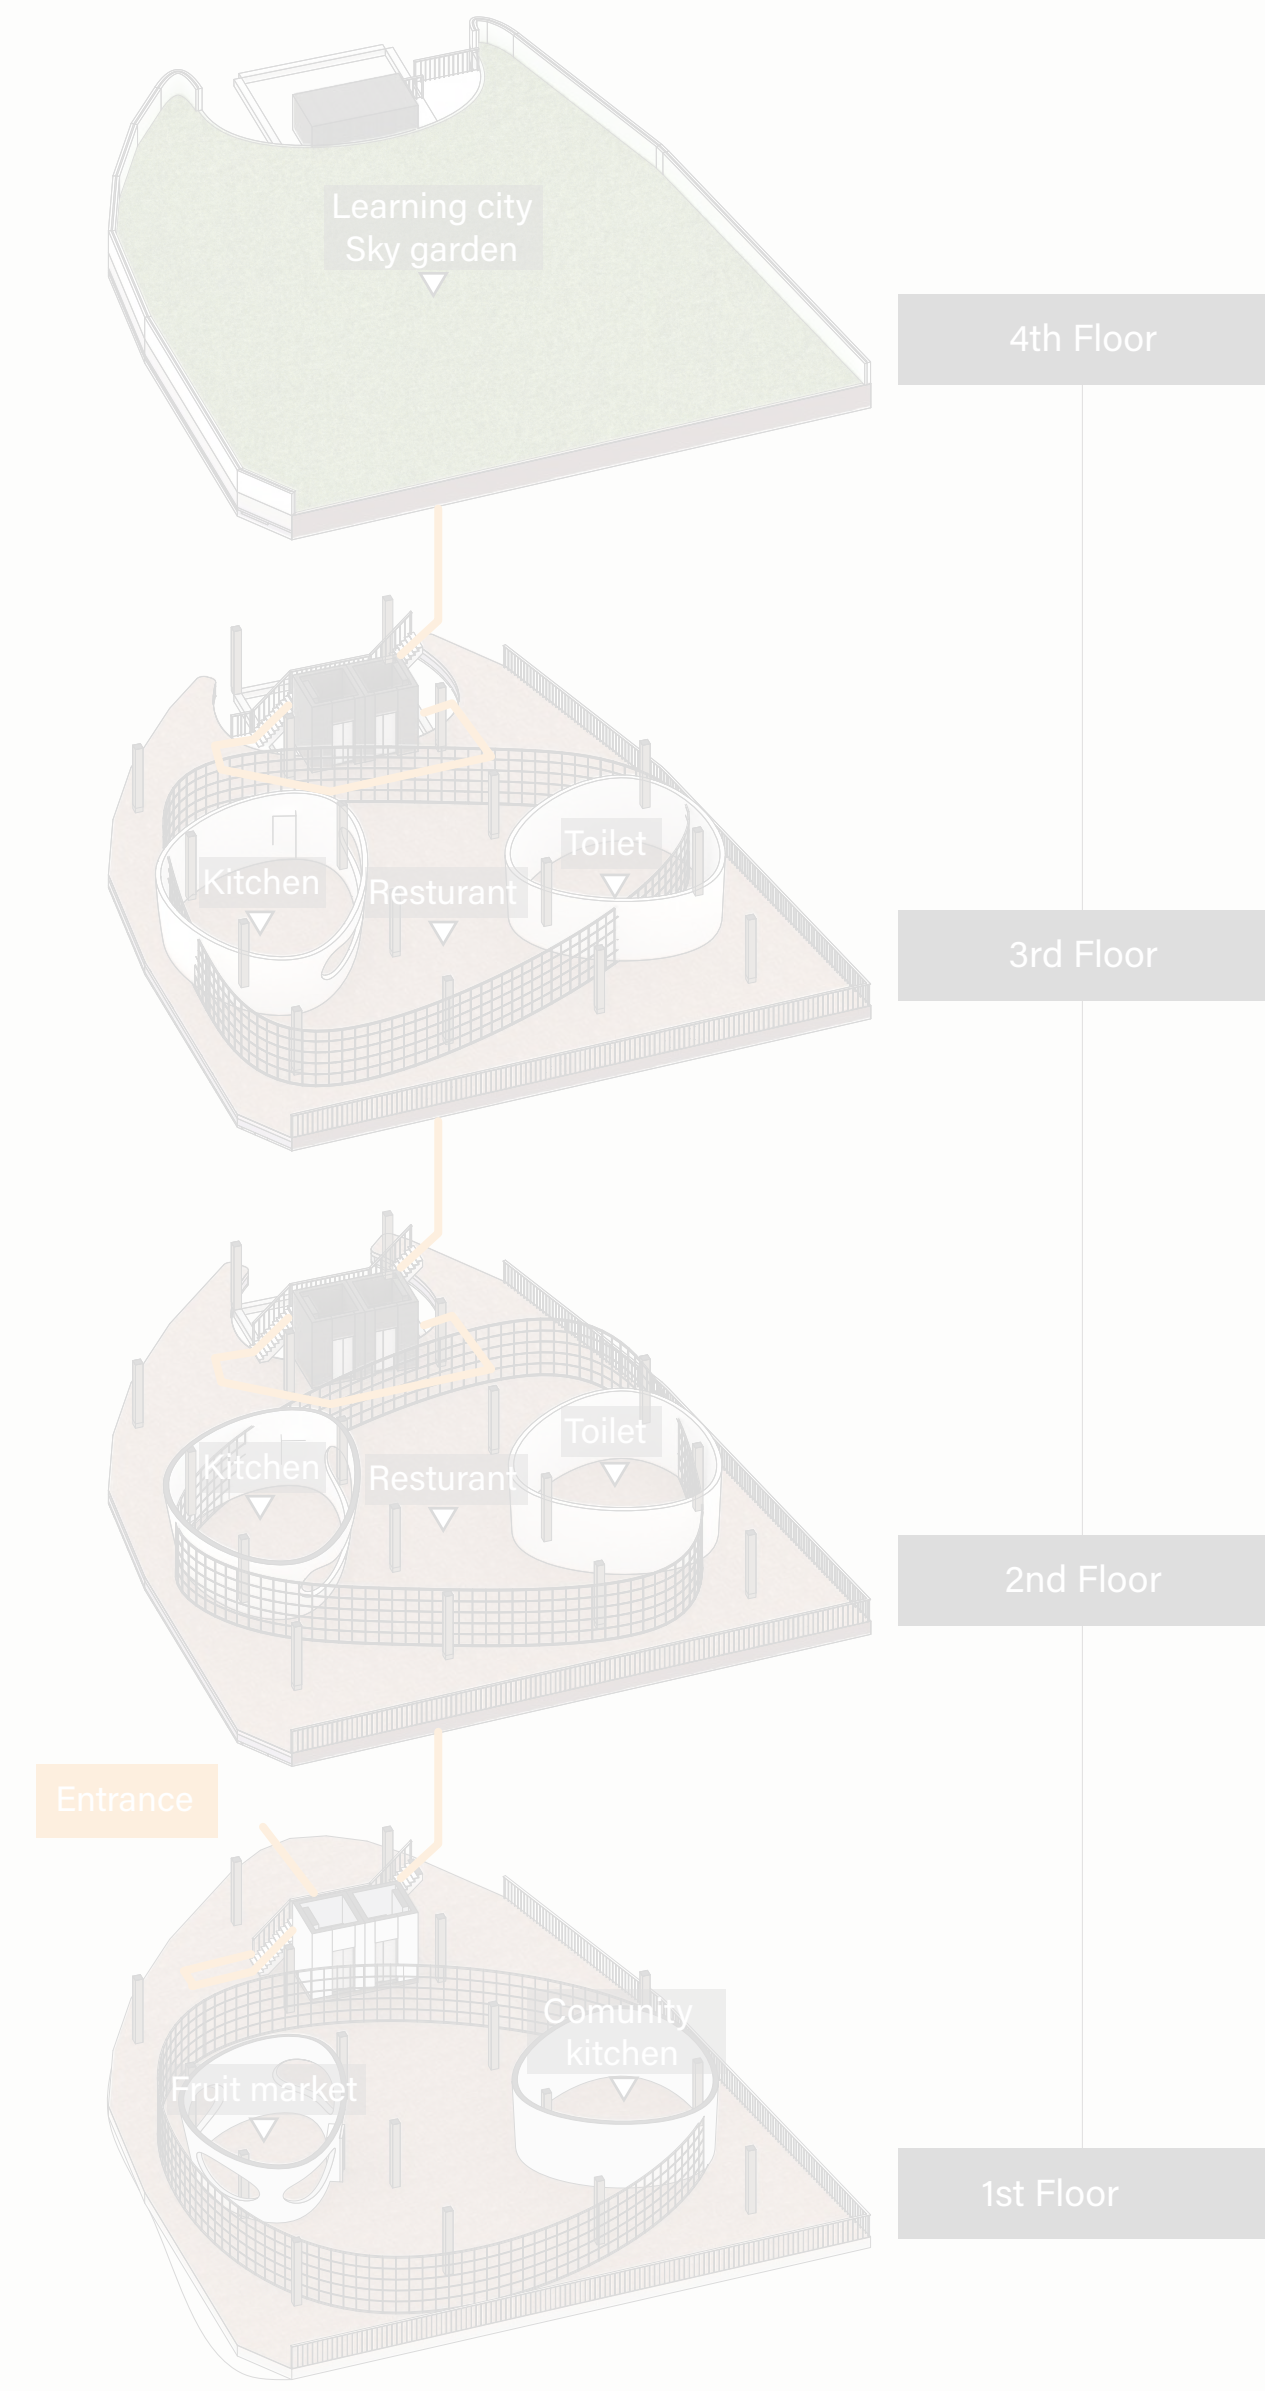 Learning city
Sky garden
4th Floor
Toilet
Kitchen
Resturant
3rd Floor
Toilet
Kitchen
Resturant
2nd Floor
Entrance
Comunity
kitchen
Fruit market
1st Floor